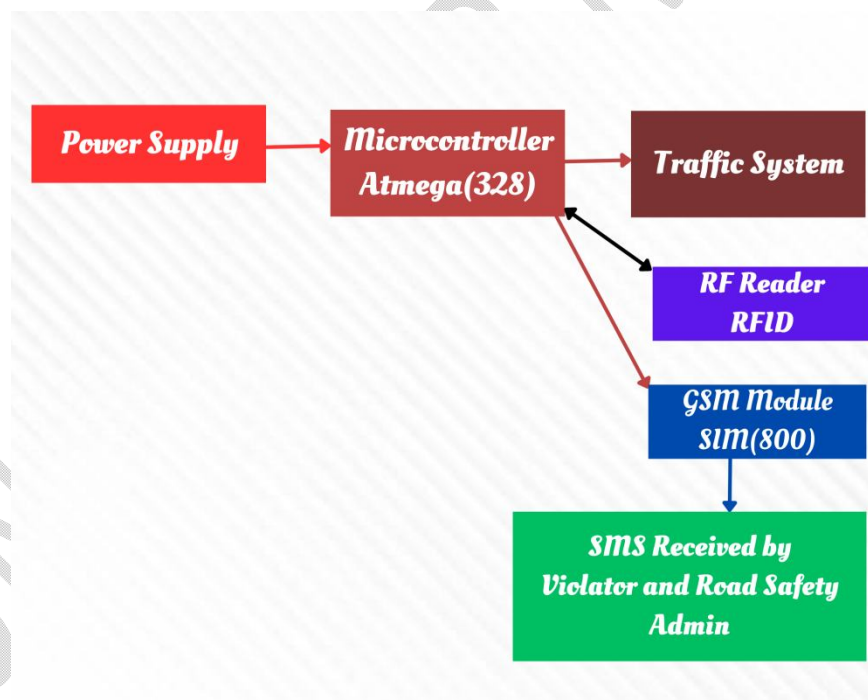 Power Supply
Microcontroller
Atmega(328)
Traffic System
RF Reader
RFID
GSM Module
SIM(800)
SMS Received by
Violator and Road Safety
Admin